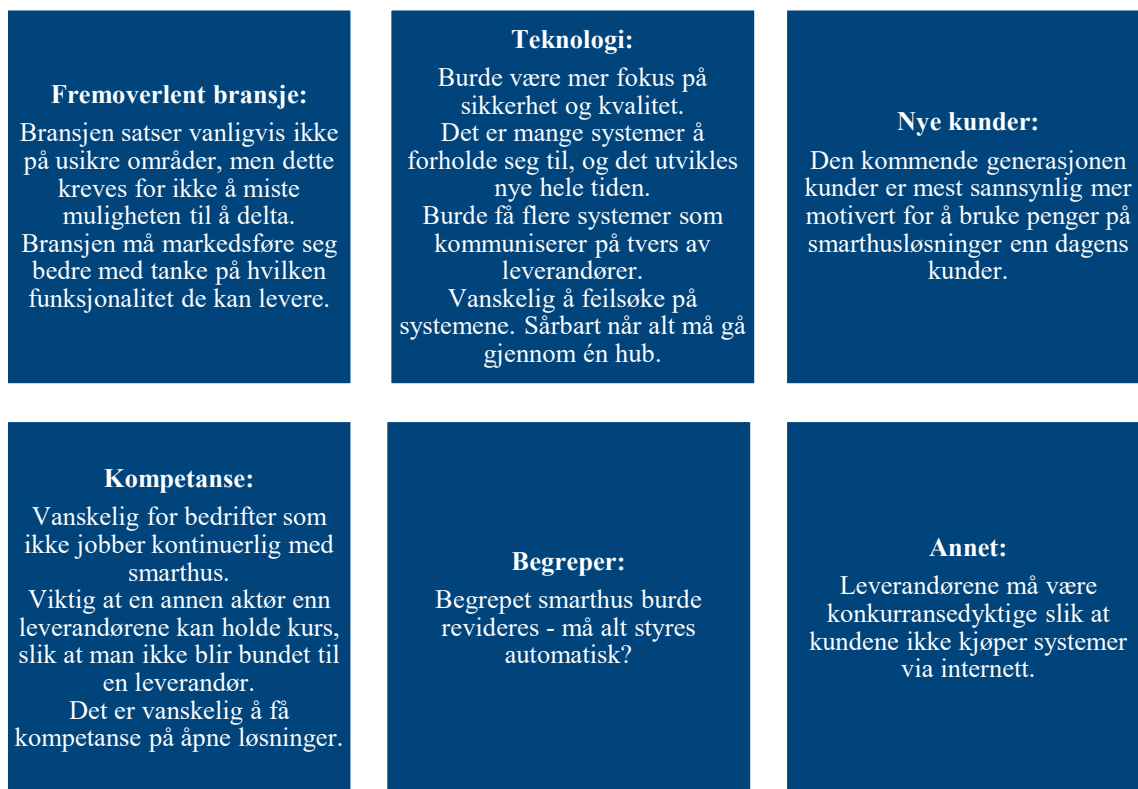 Fremoverlent bransje:
Bransjen satser vanligvis ikke
på usikre områder, men dette
kreves for ikke å miste
muligheten til å delta.
Bransjen må markedsføre seg
bedre med tanke på hvilken
funksjonalitet de kan levere.
Teknologi:
Burde være mer fokus på
sikkerhet og kvalitet.
Det er mange systemer å
forholde seg til, og det utvikles
nye hele tiden.
Burde få flere systemer som
kommuniserer på tvers av
leverandører.
Vanskelig å feilsøke på
systemene. Sårbart når alt må gå
gjennom én hub.
Nye kunder:
Den kommende generasjonen
kunder er mest sannsynlig mer
motivert for å bruke penger på
smarthusløsninger enn dagens
kunder.
Kompetanse:
Vanskelig for bedrifter som
ikke jobber kontinuerlig med
smarthus.
Viktig at en annen aktør enn
leverandørene kan holde kurs,
slik at man ikke blir bundet til
en leverandør.
Det er vanskelig å få
kompetanse på åpne løsninger.
Begreper:
Begrepet smarthus burde
revideres - må alt styres
automatisk?
Annet:
Leverandørene må være
konkurransedyktige slik at
kundene ikke kjøper systemer
via internett.